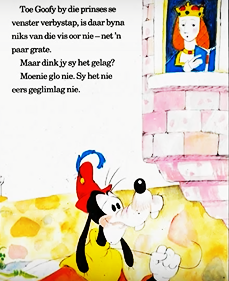 Toe Goofy by die prinses se
venster verbystap, is daar byna
niks van die vis oor nie – net 'n
paar grate.
Maar dink jy sy het gelag?
Moenie glo nie. Sy het nie
eers geglimlag nie.